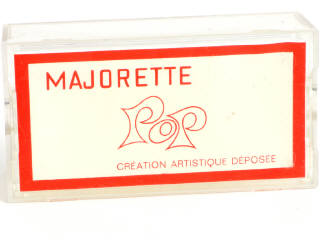 MAJORETTE
POP
CRÉATION ARTISTIQUE DÉPOSÉE